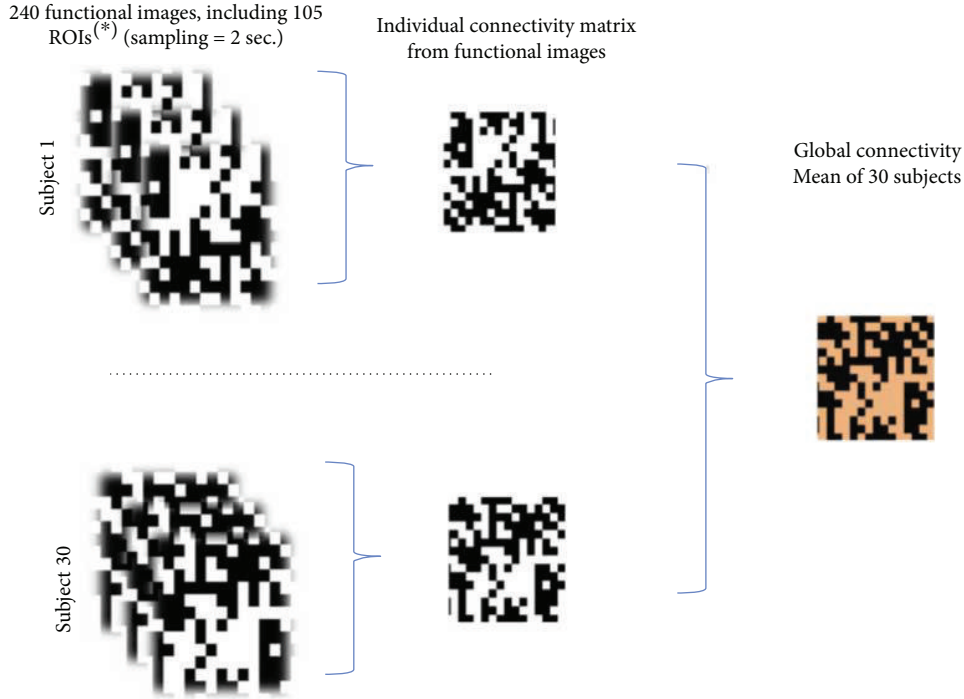 240 functional images, including 105
ROIs(*) (sampling = 2 sec.)
Individual connectivity matrix
from functional images
Subject 1
Global connectivity
Mean of 30 subjects
Subject 30